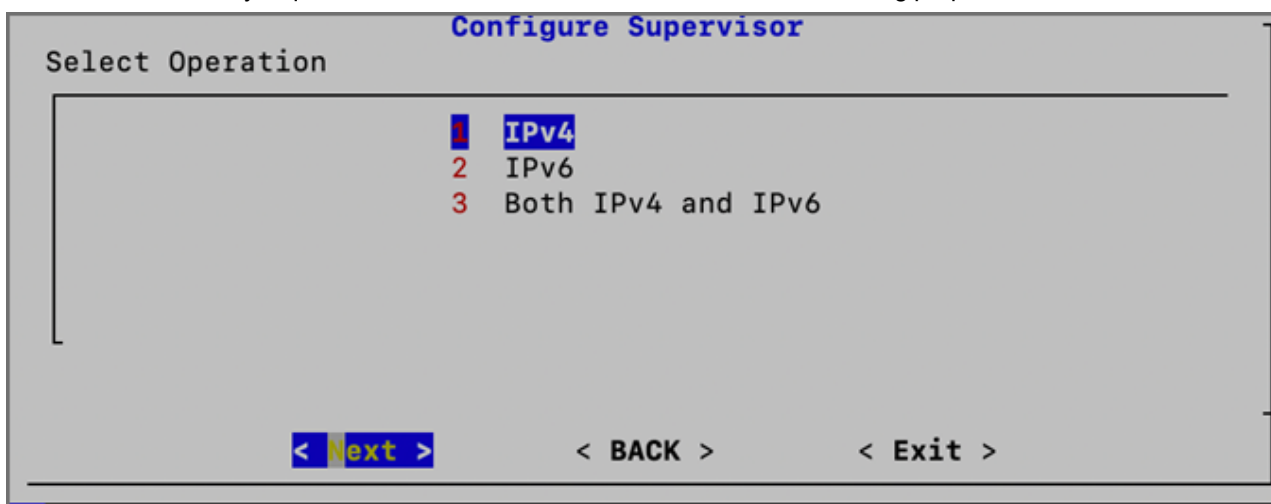 Configure Supervisor
Select Operation
1 IPv4
2 IPv6
3 Both IPv4 and IPv6
< Next > < BACK > < Exit >